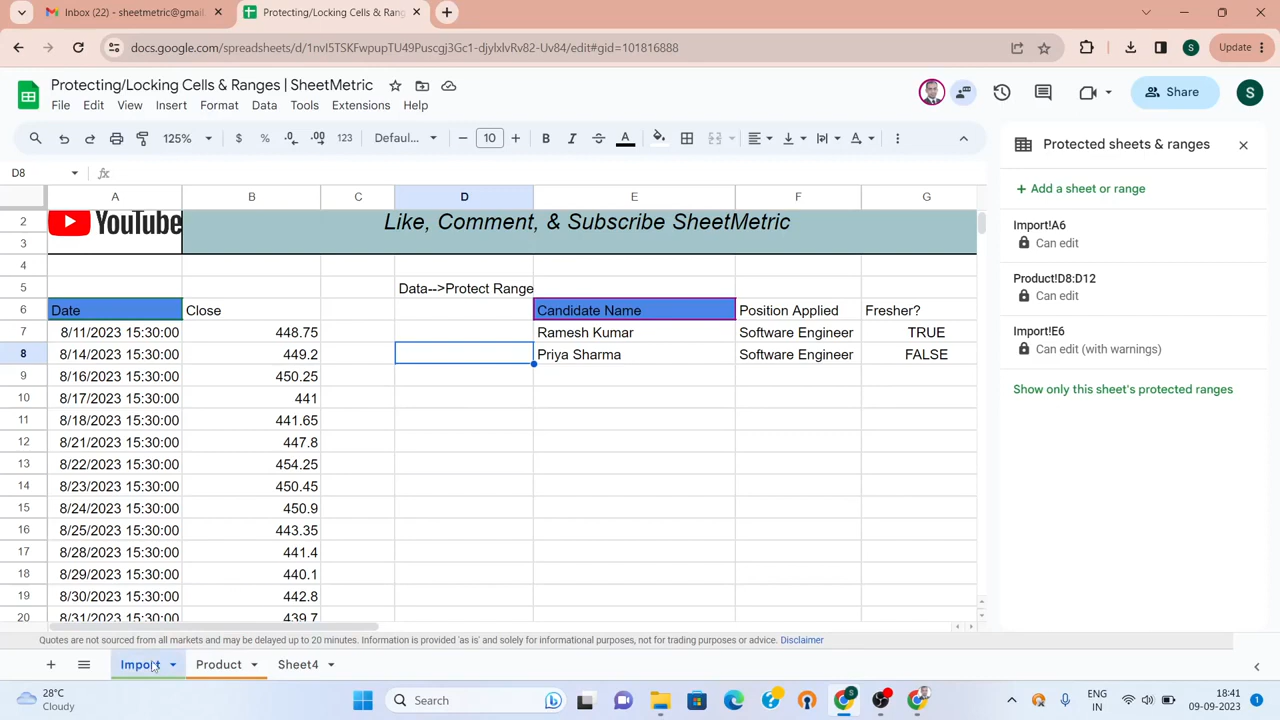 Inbox (22) - sheetmetric@gmail.
Protecting/Locking Cells & Rang
docs.google.com/spreadsheets/d/1nvI5TSKFwpupTU49Puscgj3Gc1-djylxlvRv82-Uv84/edit#gid=101816888
S
Update
Protecting/Locking Cells & Ranges | SheetMetric
File Edit View Insert Format Data Tools Extensions Help
Share
S
125% $ % .0 .00 123 Defaul... 10 B I S A
D8 fx
A B C D E F G
2 YouTube Like, Comment, & Subscribe SheetMetric
3
4
5 Data-->Protect Range
6 Date Close Candidate Name Position Applied Fresher?
7 8/11/2023 15:30:00 448.75 Ramesh Kumar Software Engineer TRUE
8 8/14/2023 15:30:00 449.2 Priya Sharma Software Engineer FALSE
9 8/16/2023 15:30:00 450.25
10 8/17/2023 15:30:00 441
11 8/18/2023 15:30:00 441.65
12 8/21/2023 15:30:00 447.8
13 8/22/2023 15:30:00 454.25
14 8/23/2023 15:30:00 450.45
15 8/24/2023 15:30:00 450.9
16 8/25/2023 15:30:00 443.35
17 8/28/2023 15:30:00 441.4
18 8/29/2023 15:30:00 440.1
19 8/30/2023 15:30:00 442.8
20 8/31/2023 15:30:00 439.7
Protected sheets & ranges
+ Add a sheet or range
Import!A6
Can edit
Product!D8:D12
Can edit
Import!E6
Can edit (with warnings)
Show only this sheet's protected ranges
Quotes are not sourced from all markets and may be delayed up to 20 minutes. Information is provided 'as is' and solely for informational purposes, not for trading purposes or advice. Disclaimer
Import Product Sheet4
28°C
Cloudy
Search
ENG
IN
18:41
09-09-2023
1